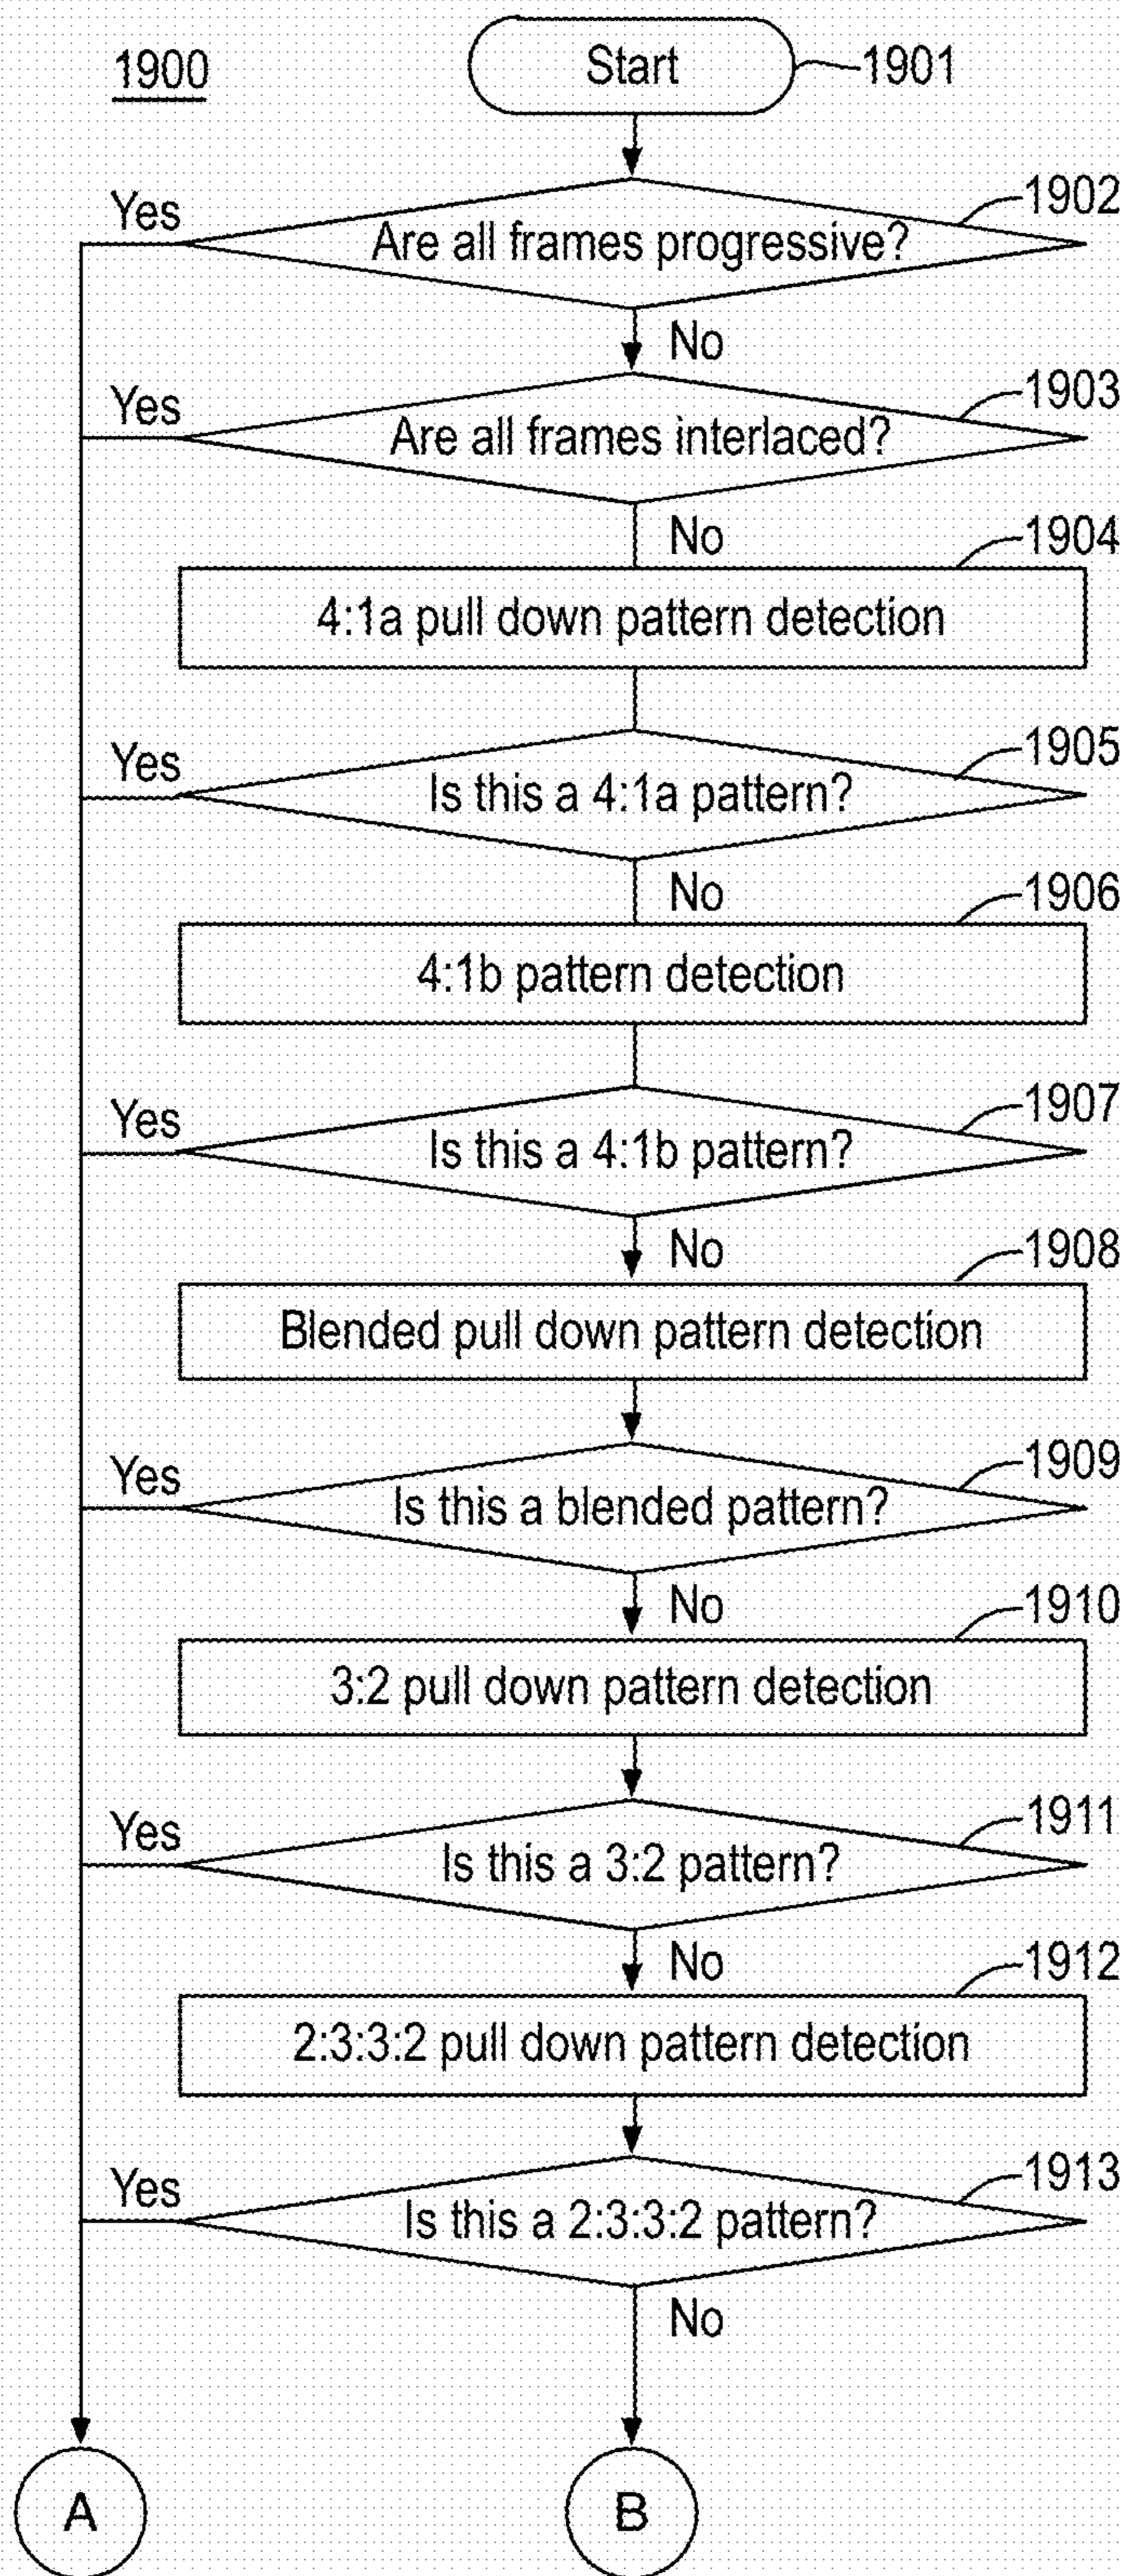 1900
Start
1901
1902
Yes
Are all frames progressive?
No
1903
Yes
Are all frames interlaced?
No
1904
4:1a pull down pattern detection
1905
Yes
Is this a 4:1a pattern?
No
1906
4:1b pattern detection
1907
Yes
Is this a 4:1b pattern?
No
1908
Blended pull down pattern detection
1909
Yes
Is this a blended pattern?
No
1910
3:2 pull down pattern detection
1911
Yes
Is this a 3:2 pattern?
No
1912
2:3:3:2 pull down pattern detection
1913
Yes
Is this a 2:3:3:2 pattern?
No
A
B